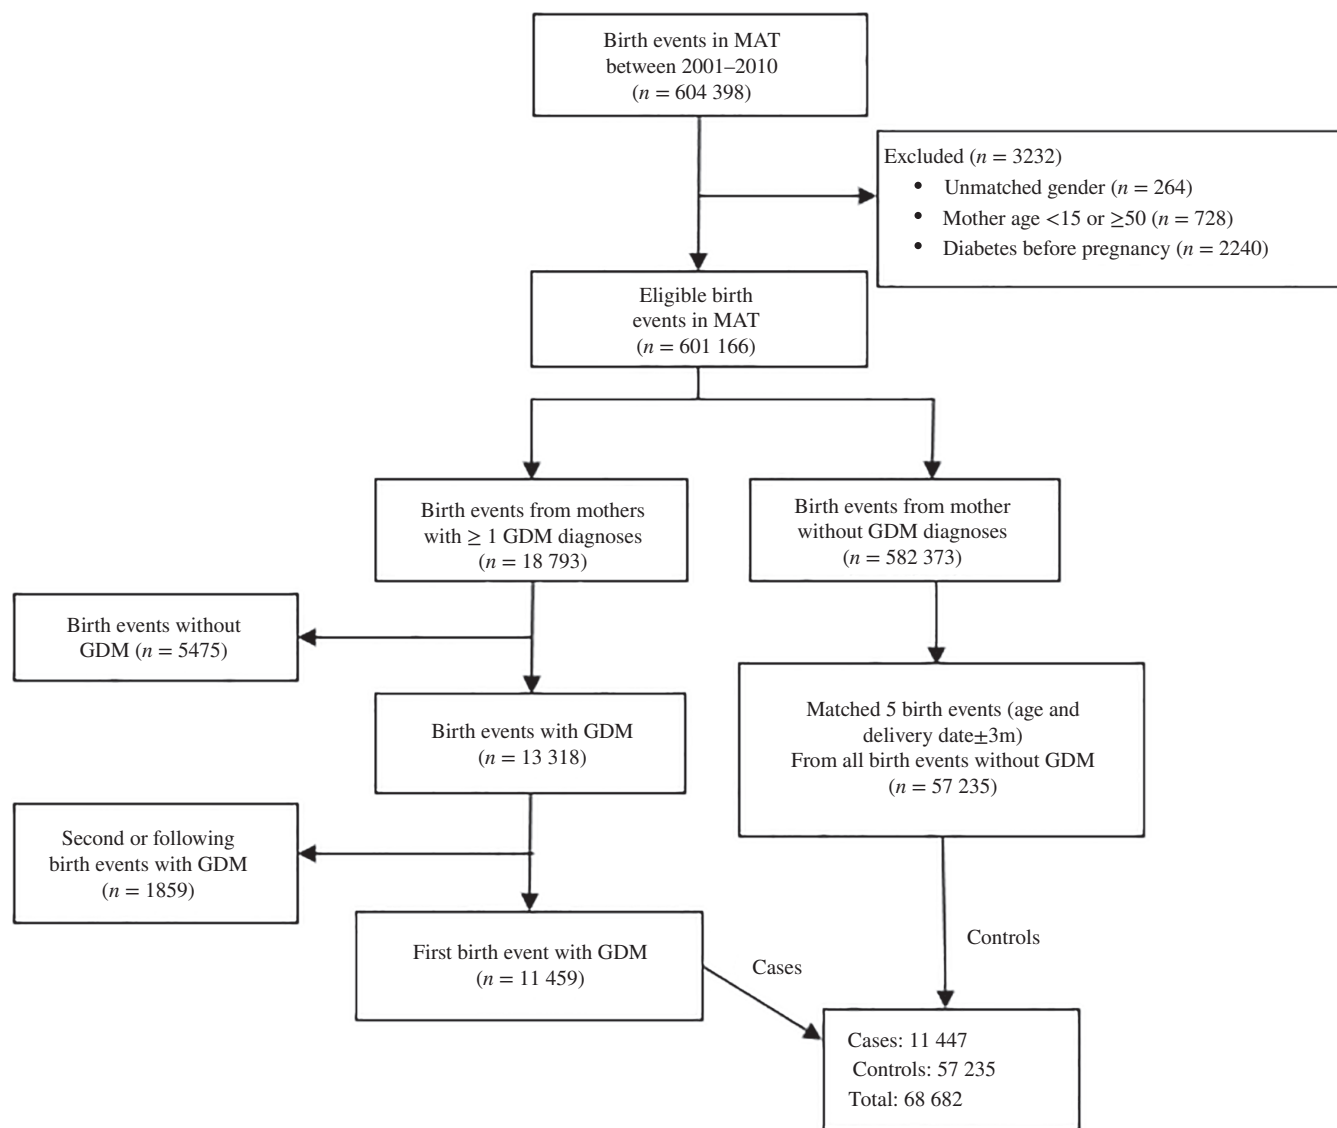 Birth events in MAT
between 2001–2010
(n = 604 398)
Excluded (n = 3232)
• Unmatched gender (n = 264)
• Mother age <15 or ≥50 (n = 728)
• Diabetes before pregnancy (n = 2240)
Eligible birth
events in MAT
(n = 601 166)
Birth events from mothers
with ≥ 1 GDM diagnoses
(n = 18 793)
Birth events from mother
without GDM diagnoses
(n = 582 373)
Birth events without
GDM (n = 5475)
Birth events with GDM
(n = 13 318)
Matched 5 birth events (age and
delivery date±3m)
From all birth events without GDM
(n = 57 235)
Second or following
birth events with GDM
(n = 1859)
First birth event with GDM
(n = 11 459)
Cases
Controls
Cases: 11 447
Controls: 57 235
Total: 68 682